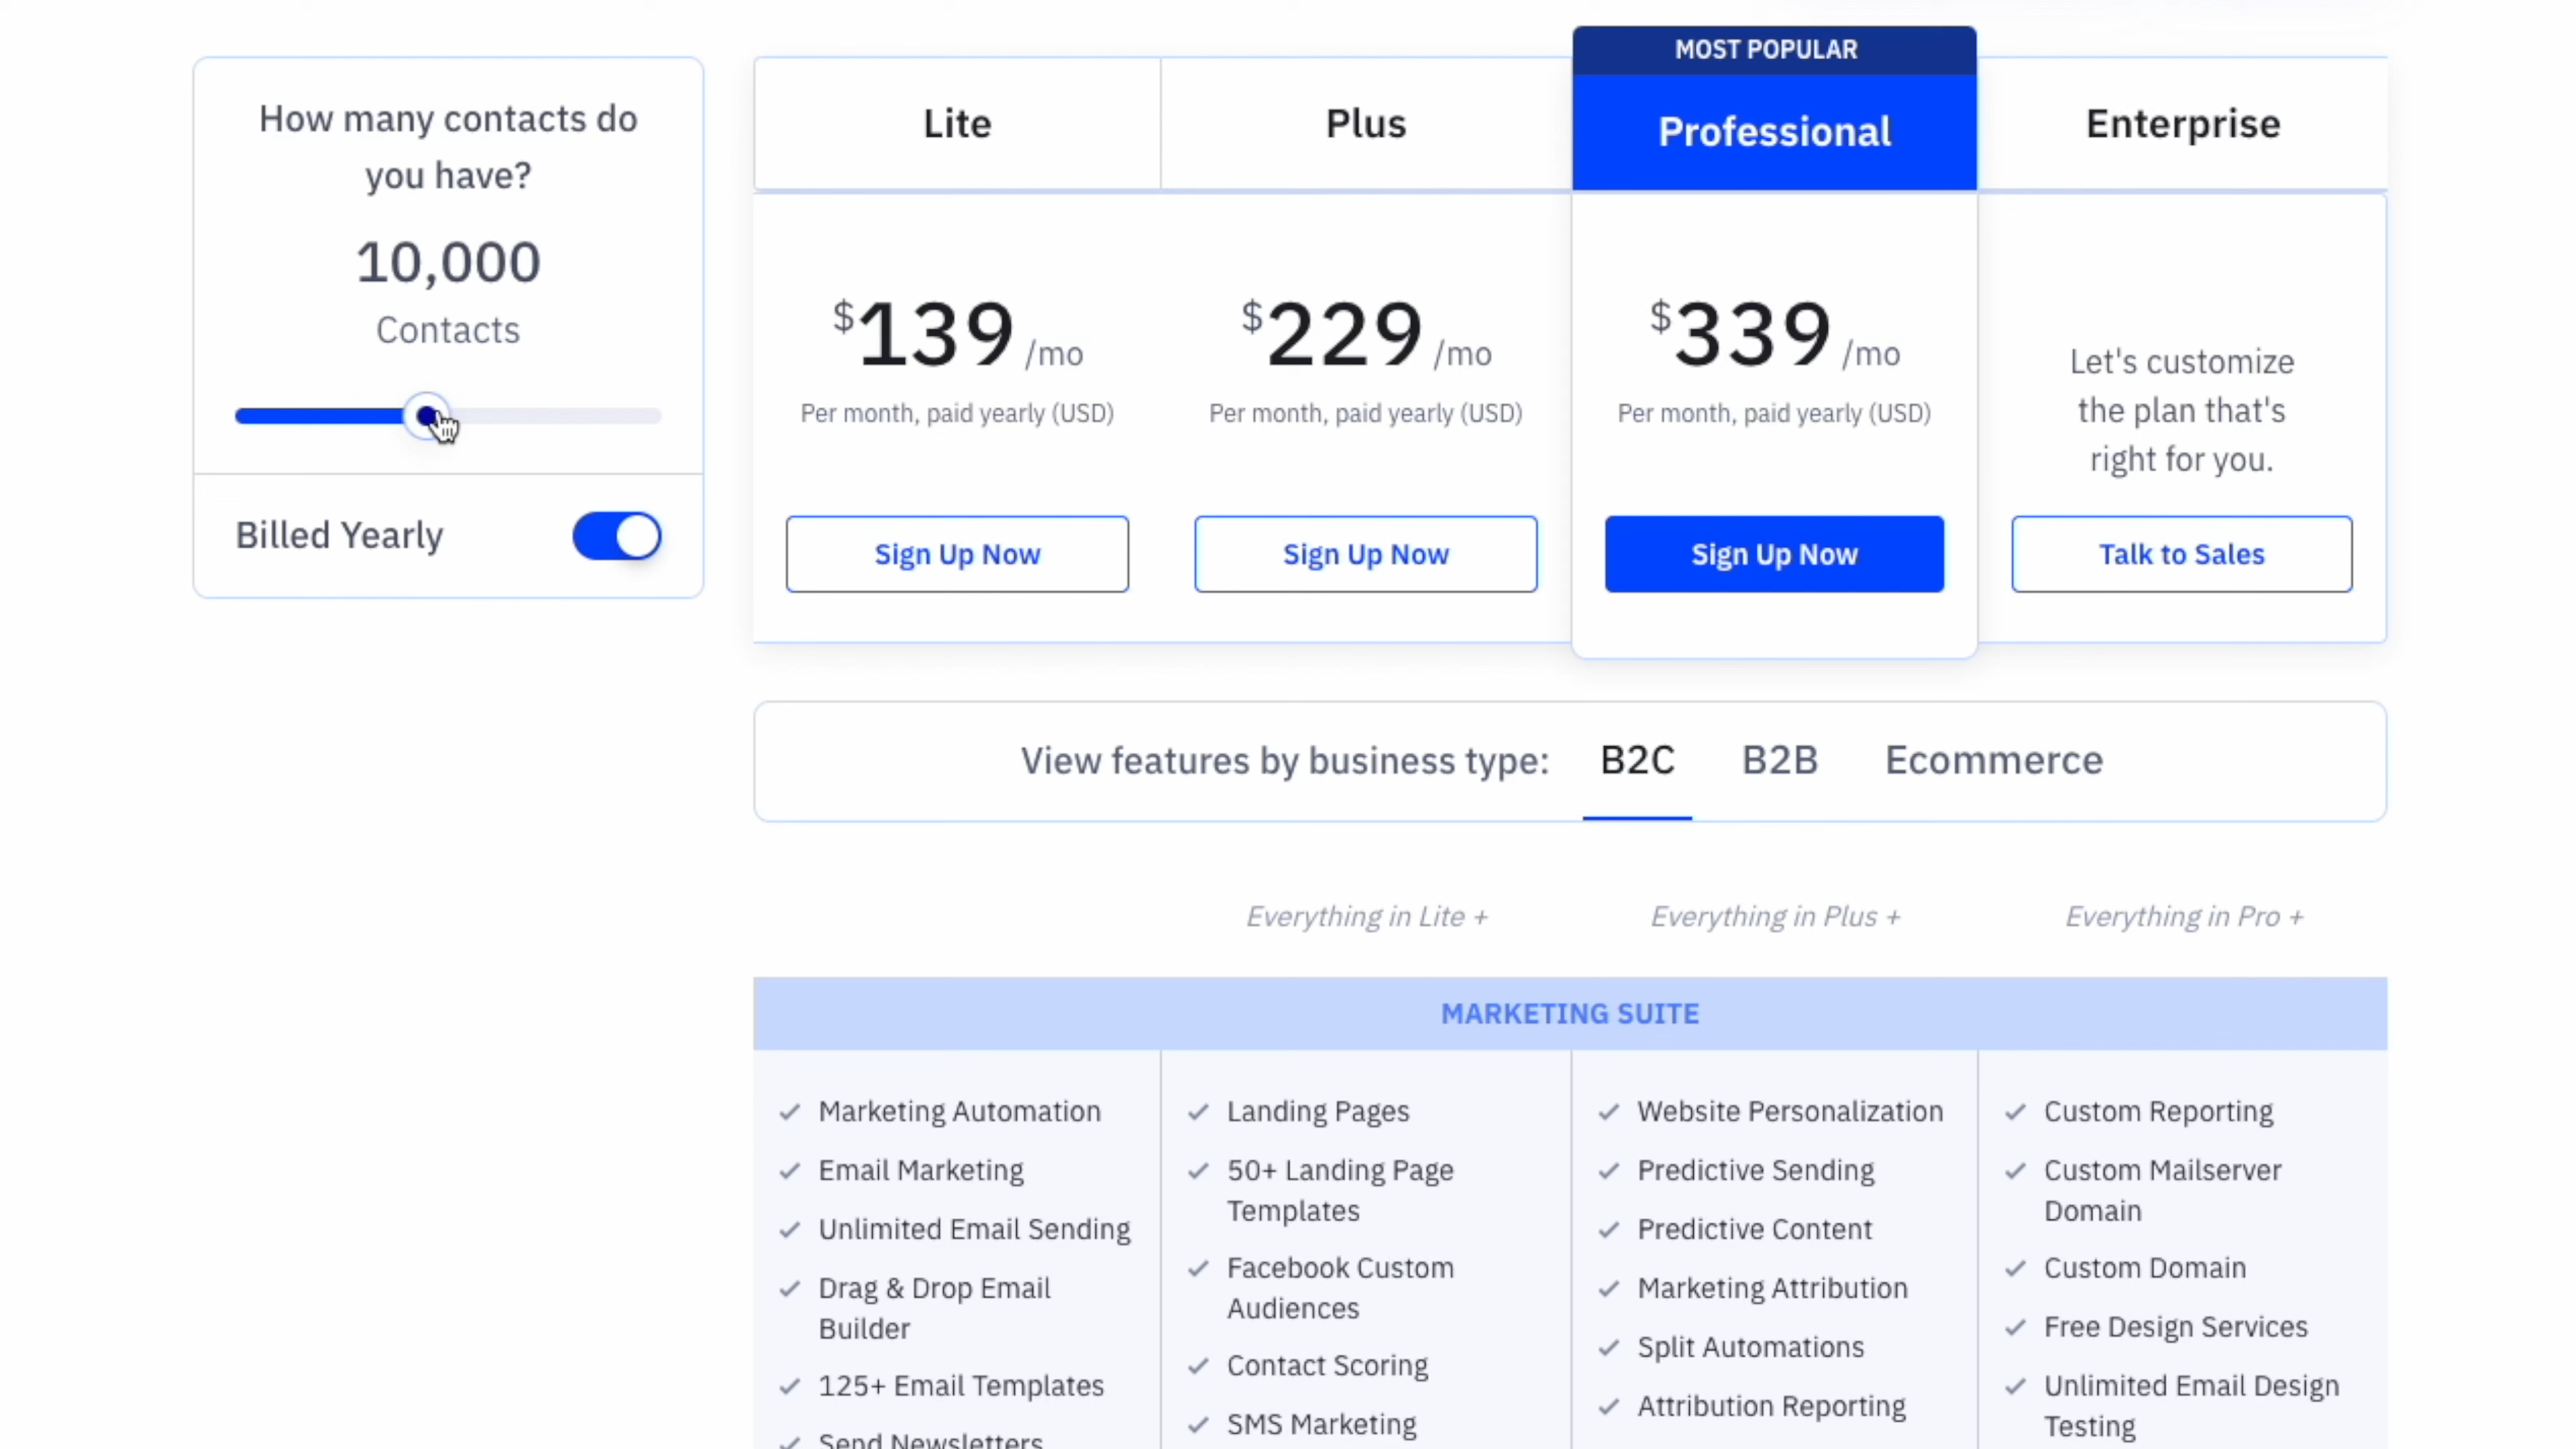 How many contacts do
you have?
10,000
Contacts
Billed Yearly
MOST POPULAR
Lite
Plus
Professional
Enterprise
$139 /mo
Per month, paid yearly (USD)
Sign Up Now
$229 /mo
Per month, paid yearly (USD)
Sign Up Now
$339 /mo
Per month, paid yearly (USD)
Sign Up Now
Let's customize
the plan that's
right for you.
Talk to Sales
View features by business type: B2C B2B Ecommerce
Everything in Lite +
Everything in Plus +
Everything in Pro +
MARKETING SUITE
Marketing Automation
Email Marketing
Unlimited Email Sending
Drag & Drop Email
Builder
125+ Email Templates
Send Newsletters
Landing Pages
50+ Landing Page
Templates
Facebook Custom
Audiences
Contact Scoring
SMS Marketing
Website Personalization
Predictive Sending
Predictive Content
Marketing Attribution
Split Automations
Attribution Reporting
Custom Reporting
Custom Mailserver
Domain
Custom Domain
Free Design Services
Unlimited Email Design
Testing